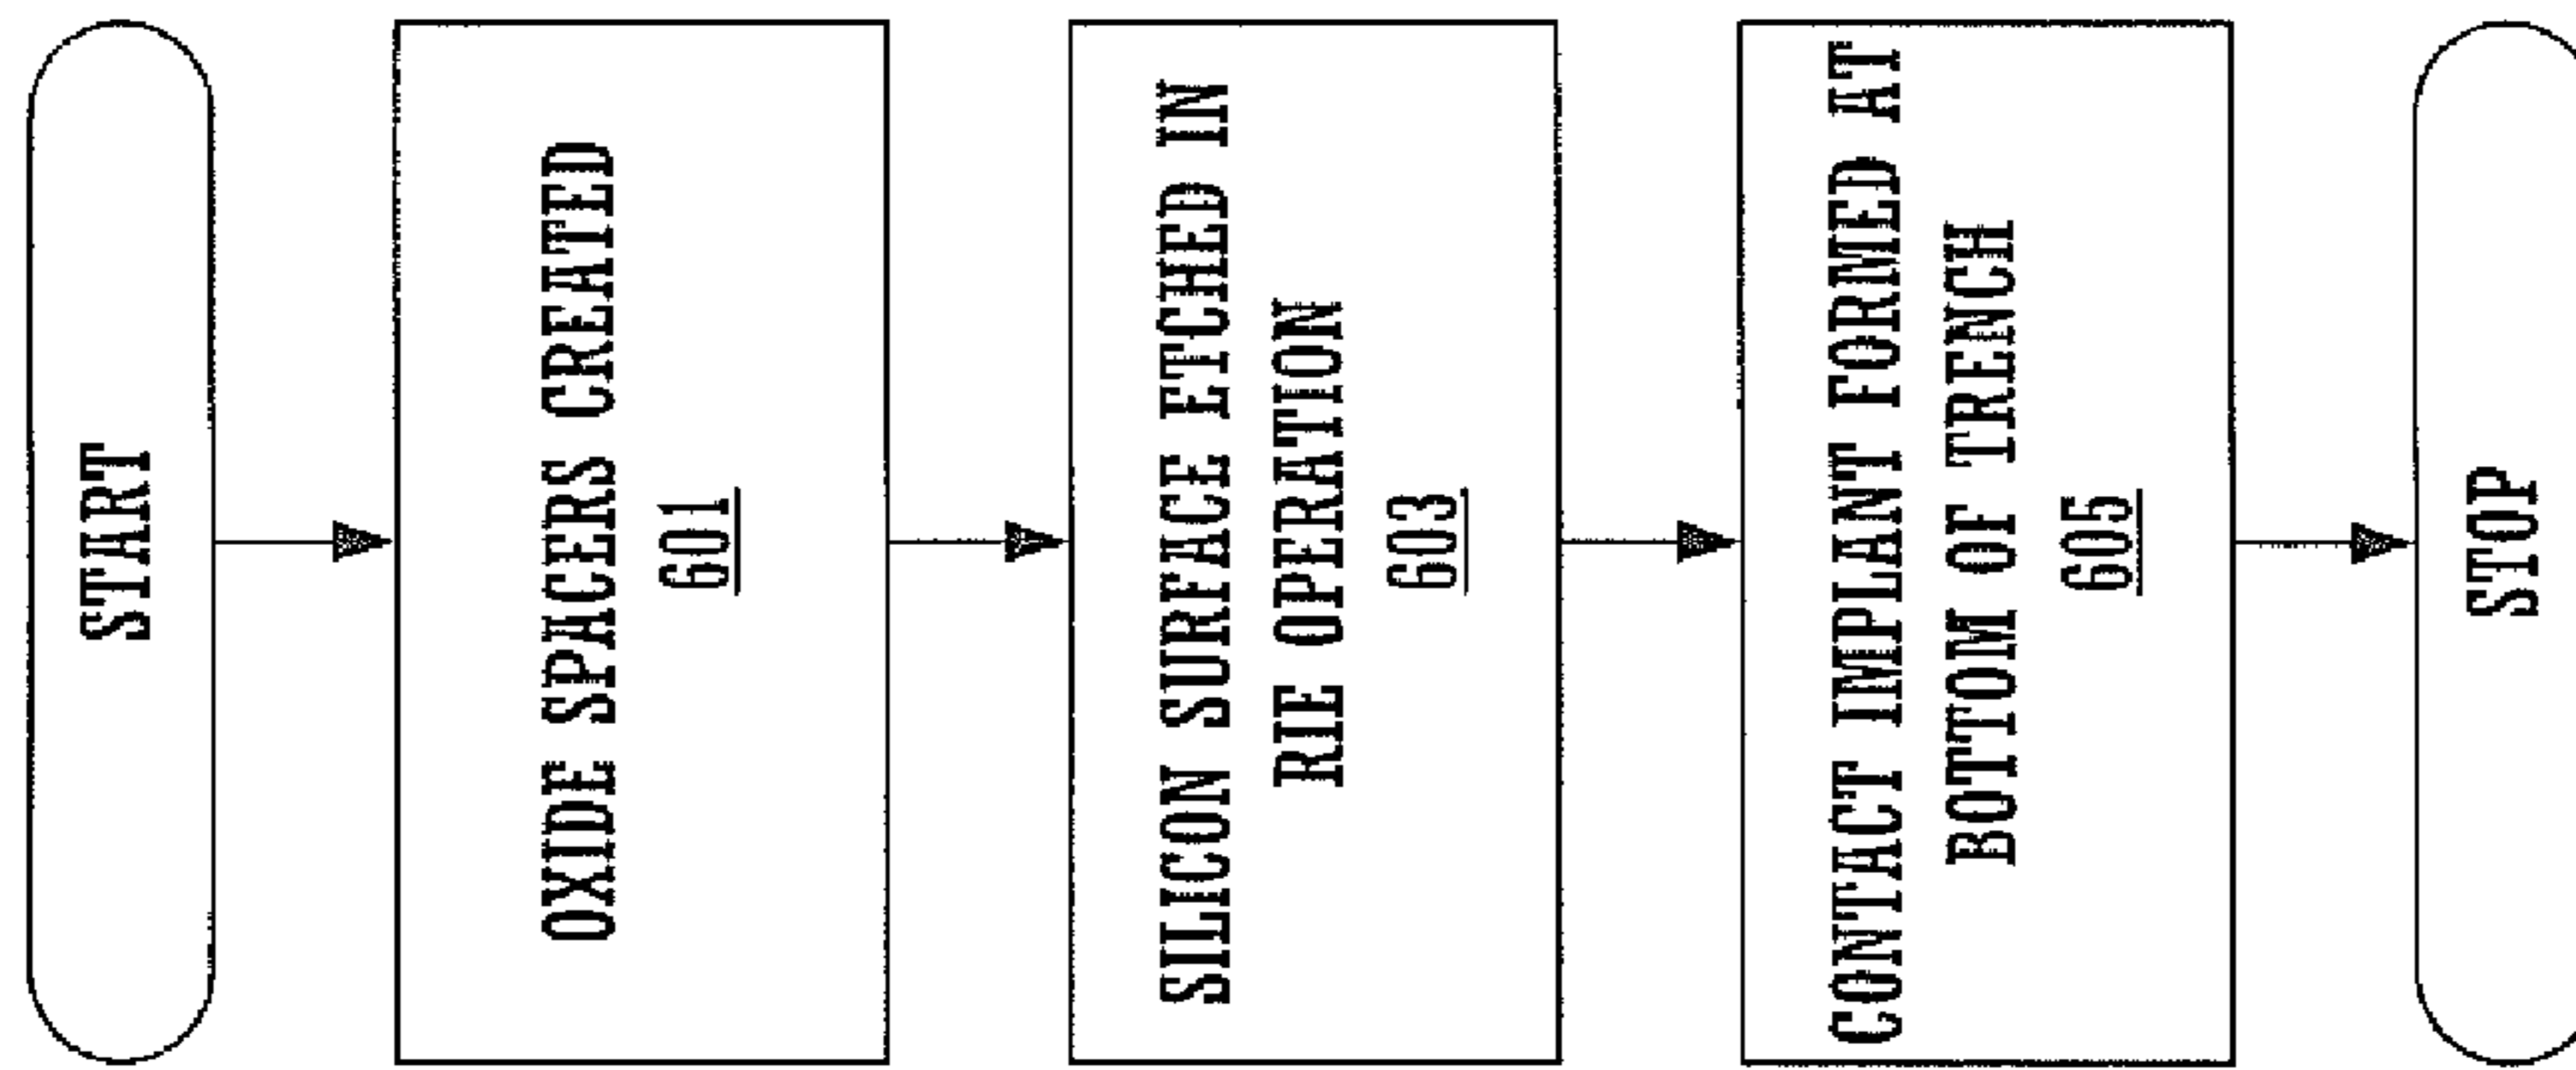 START
OXIDE SPACERS CREATED
601
SILICON SURFACE ETCHED IN
RIE OPERATION
603
CONTACT IMPLANT FORMED AT
BOTTOM OF TRENCH
605
STOP